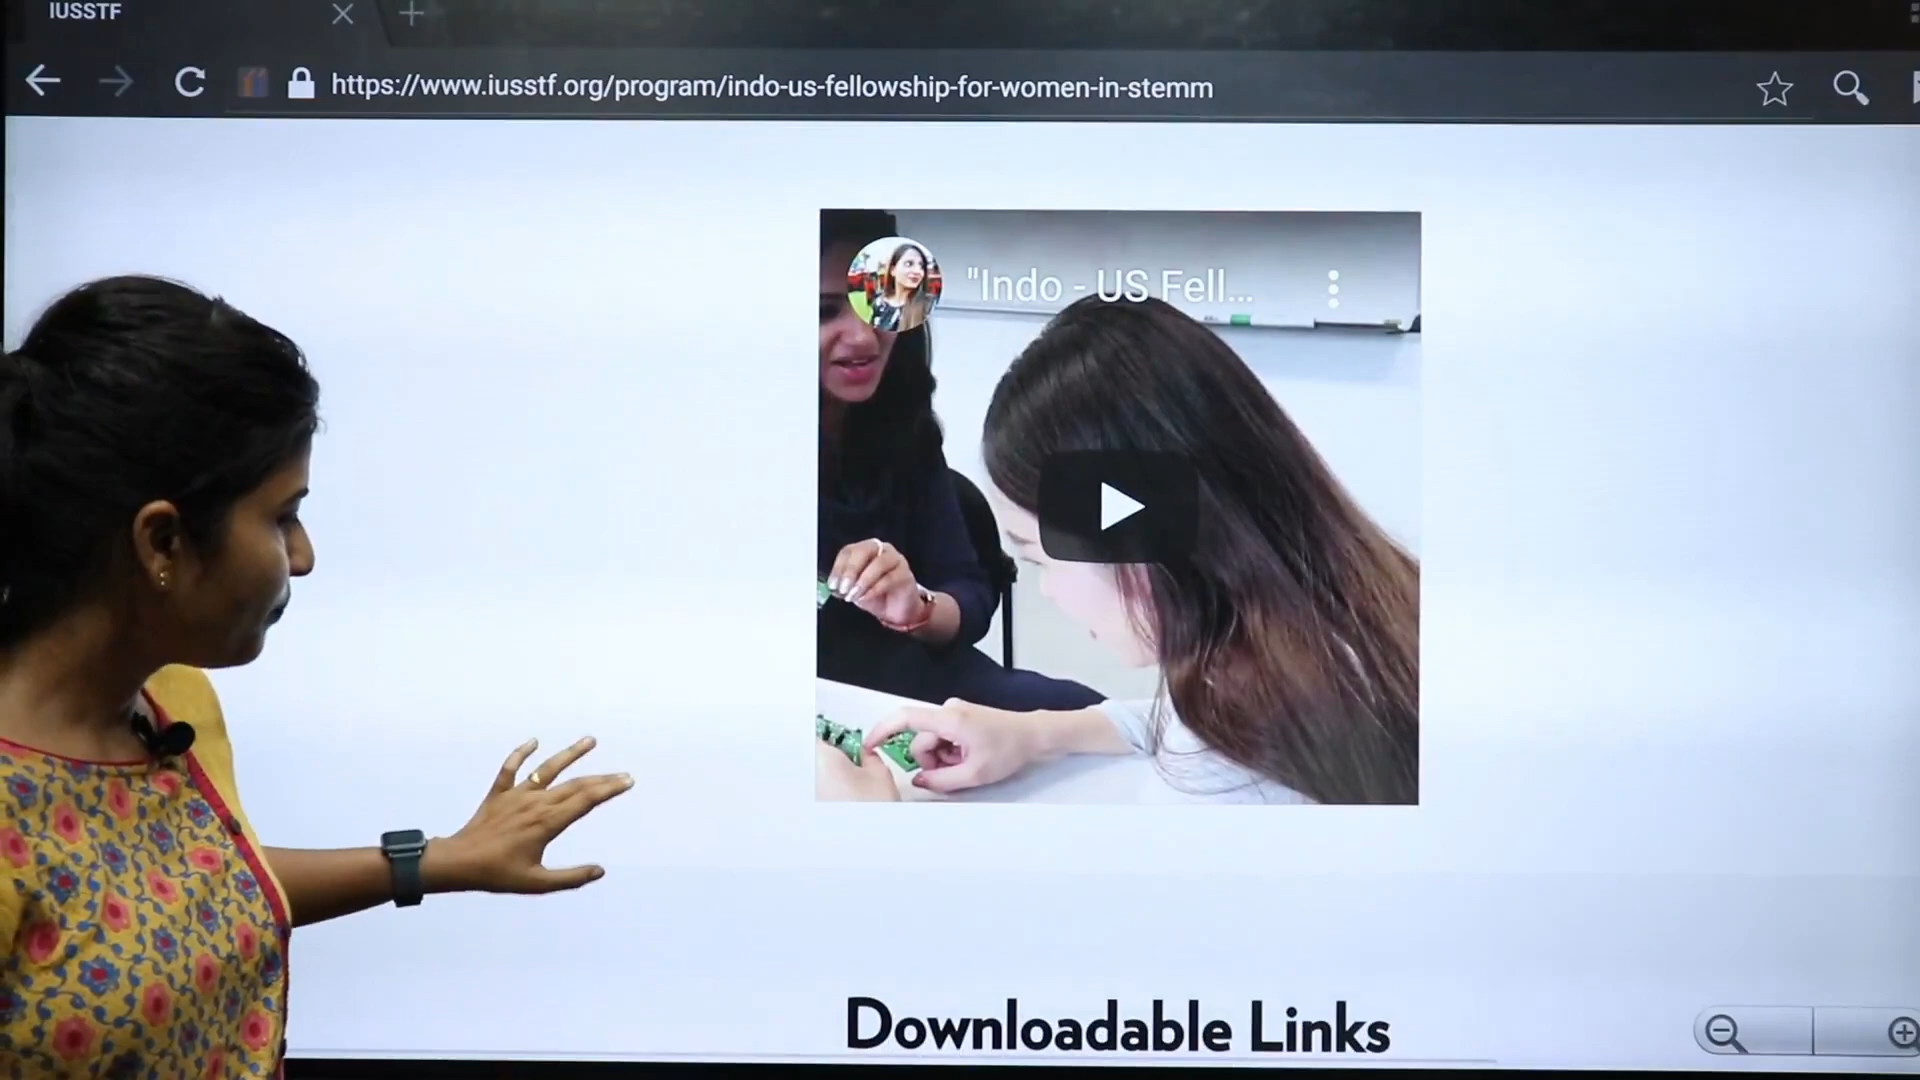 IUSSTF
https://www.iusstf.org/program/indo-us-fellowship-for-women-in-stemm
"Indo - US Fell...
Downloadable Links